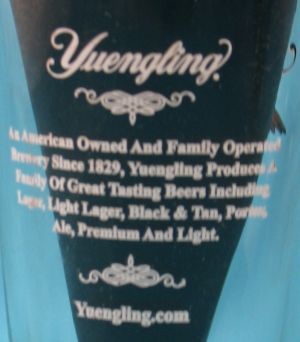 Yuengling
An American Owned And Family Operated
Brewery Since 1829, Yuengling Produces A
Family Of Great Tasting Beers Including
Lager, Light Lager, Black & Tan, Porter,
Ale, Premium And Light.
Yuengling.com